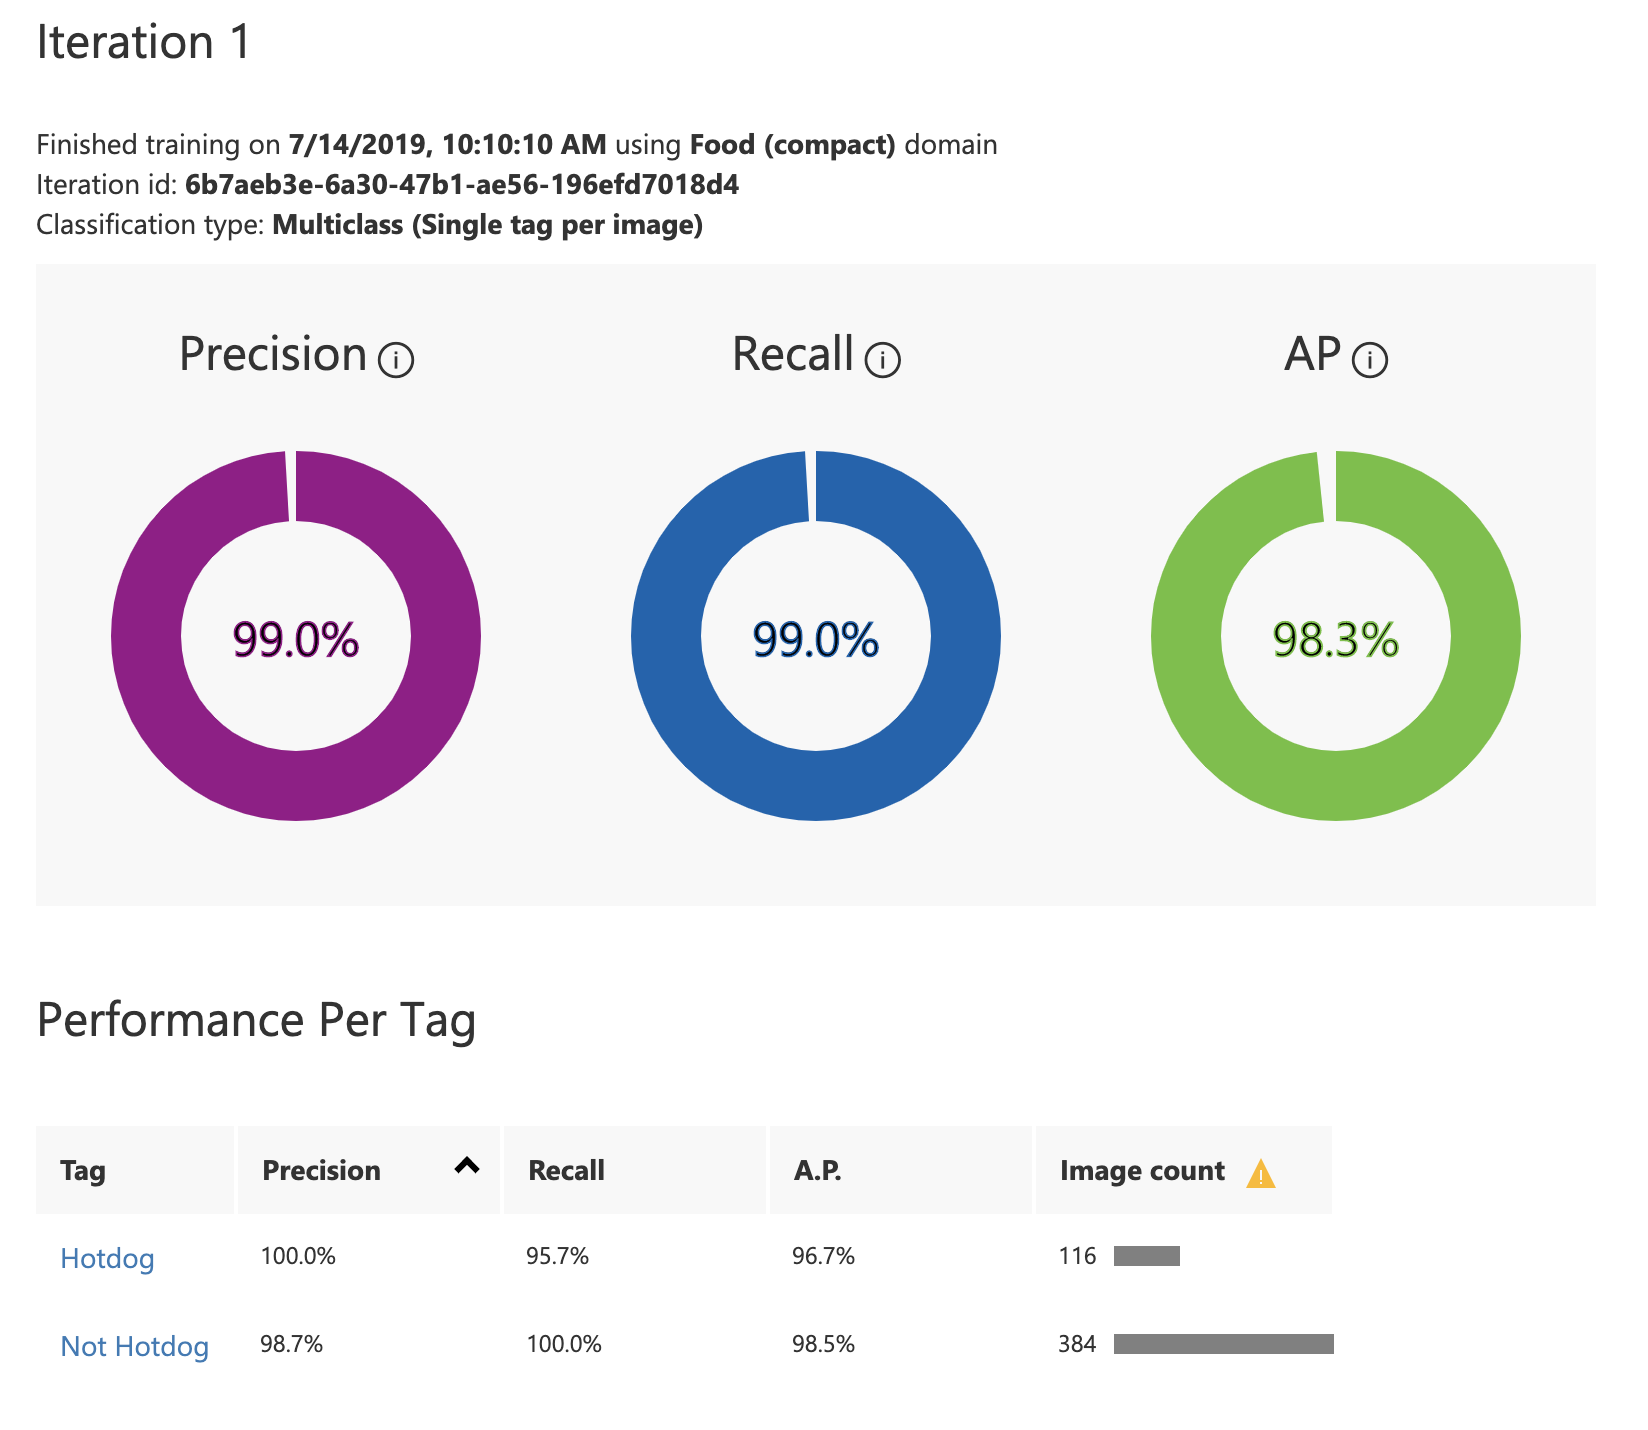 Iteration 1
Finished training on 7/14/2019, 10:10:10 AM using Food (compact) domain
Iteration id: 6b7aeb3e-6a30-47b1-ae56-196efd7018d4
Classification type: Multiclass (Single tag per image)
Precision i Recall i AP i
99.0% 99.0% 98.3%
Performance Per Tag
Tag Precision Recall A.P. Image count
Hotdog 100.0% 95.7% 96.7% 116
Not Hotdog 98.7% 100.0% 98.5% 384